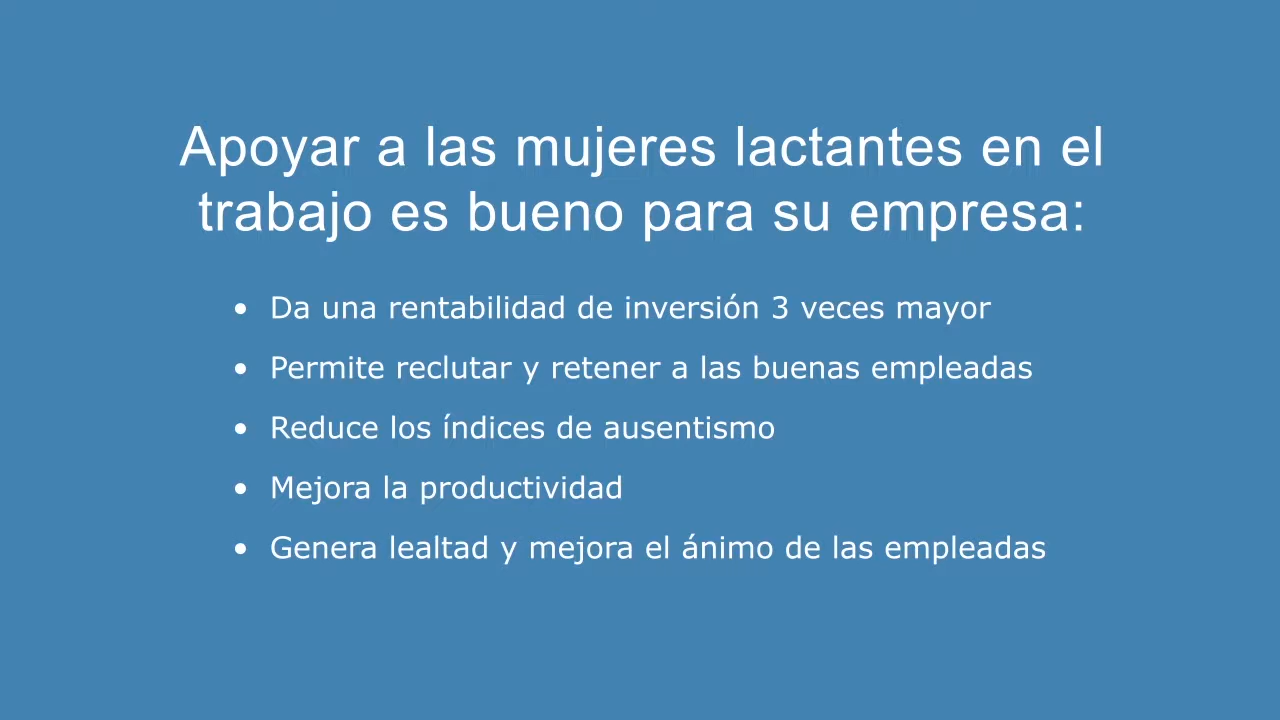 Apoyar a las mujeres lactantes en el
trabajo es bueno para su empresa:
• Da una rentabilidad de inversión 3 veces mayor
• Permite reclutar y retener a las buenas empleadas
• Reduce los índices de ausentismo
• Mejora la productividad
• Genera lealtad y mejora el ánimo de las empleadas